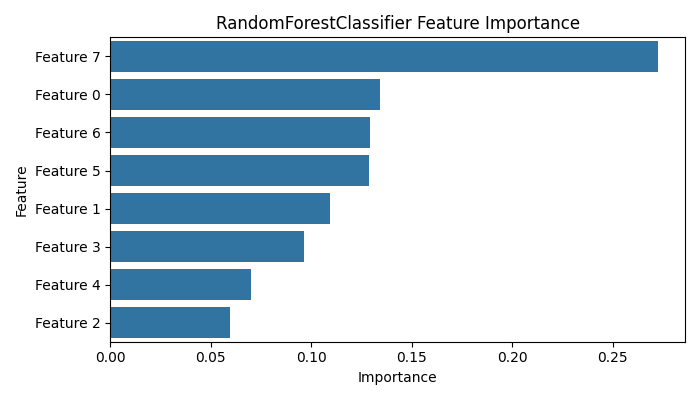 RandomForestClassifier Feature Importance
Feature 7
Feature 0
Feature 6
Feature 5
Feature 1
Feature 3
Feature 4
Feature 2
Feature
0.00 0.05 0.10 0.15 0.20 0.25
Importance